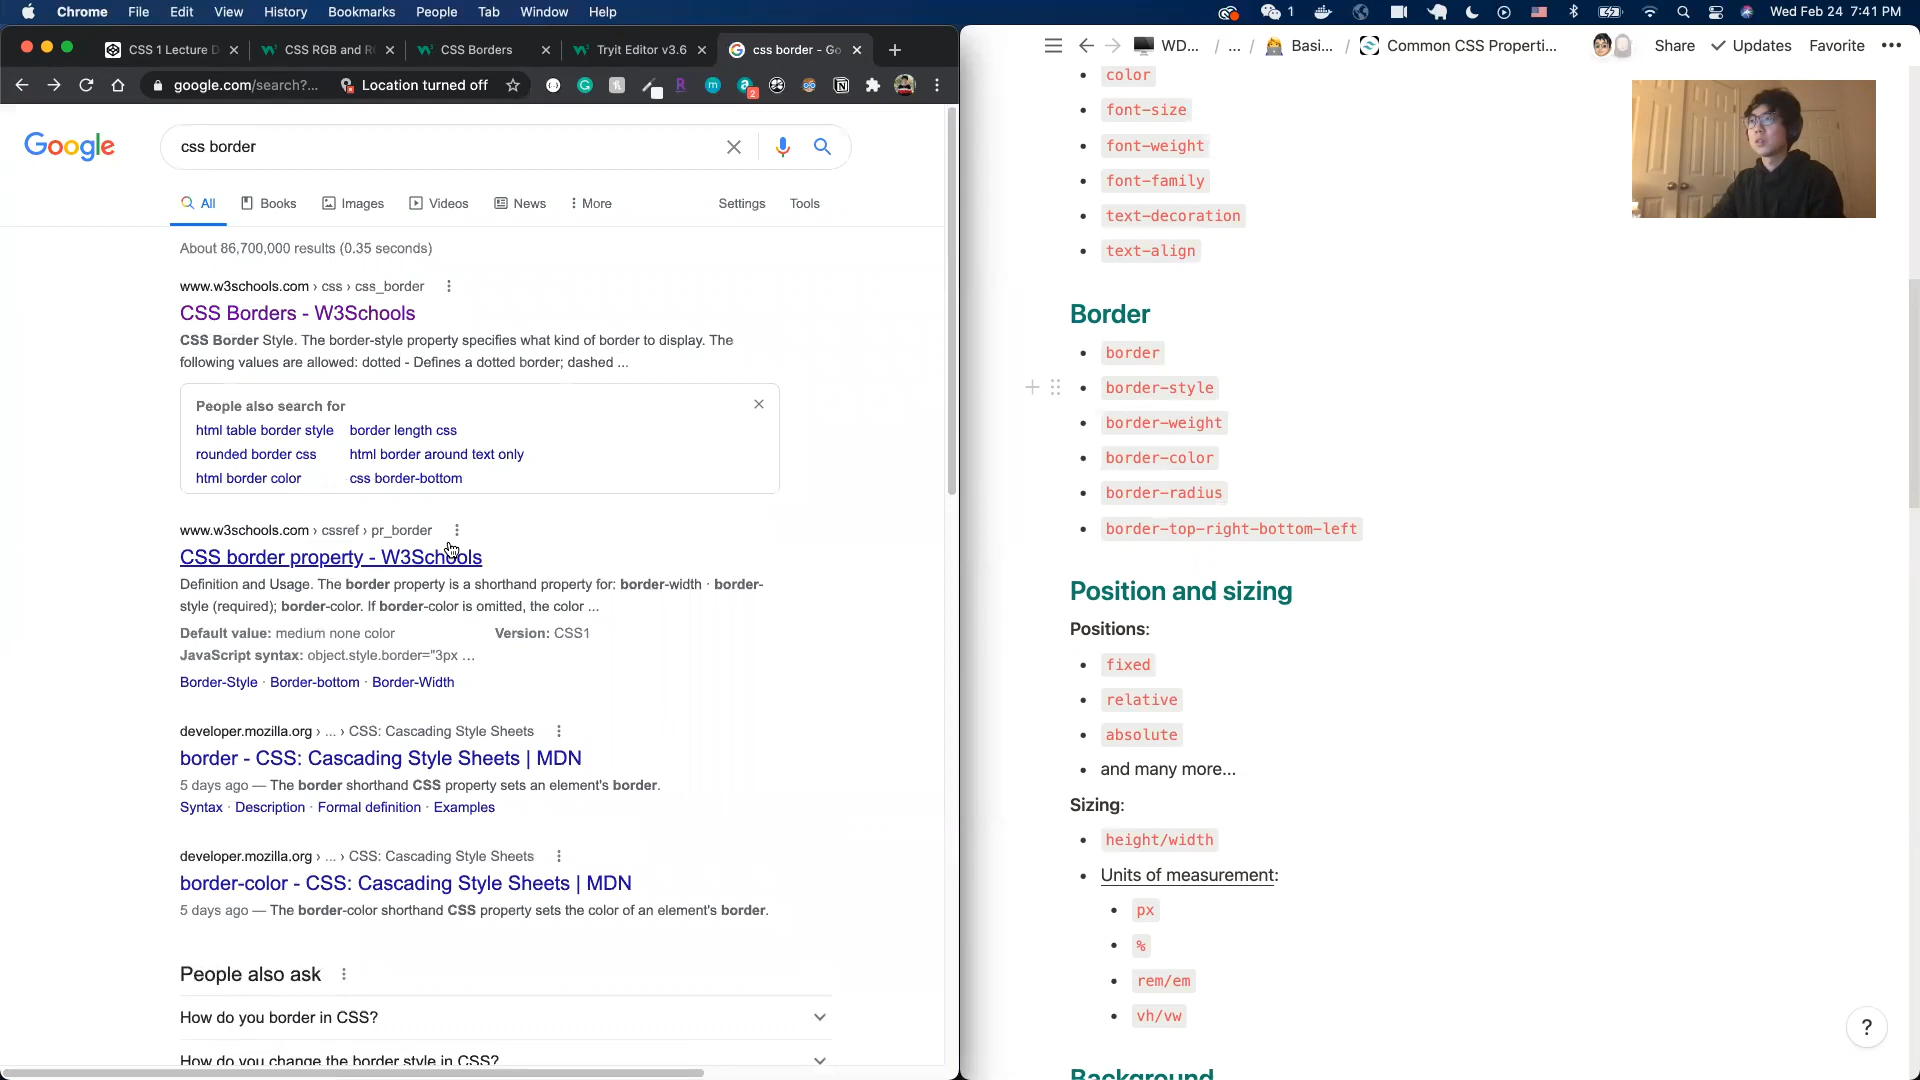 Chrome File Edit View History Bookmarks People Tab Window Help
1
Wed Feb 24 7:41 PM
CSS 1 Lecture D
CSS RGB and R
CSS Borders
Tryit Editor v3.6
css border - Go
google.com/search?...
Location turned off
2
Google
css border
All Books Images Videos News More Settings Tools
About 86,700,000 results (0.35 seconds)
www.w3schools.com › css › css_border
CSS Borders - W3Schools
CSS Border Style. The border-style property specifies what kind of border to display. The
following values are allowed: dotted - Defines a dotted border; dashed ...
People also search for
html table border style border length css
rounded border css html border around text only
html border color css border-bottom
www.w3schools.com › cssref › pr_border
CSS border property - W3Schools
Definition and Usage. The border property is a shorthand property for: border-width · border-
style (required); border-color. If border-color is omitted, the color ...
Default value: medium none color Version: CSS1
JavaScript syntax: object.style.border="3px ...
Border-Style · Border-bottom · Border-Width
developer.mozilla.org › ... › CSS: Cascading Style Sheets
border - CSS: Cascading Style Sheets | MDN
5 days ago — The border shorthand CSS property sets an element's border.
Syntax · Description · Formal definition · Examples
developer.mozilla.org › ... › CSS: Cascading Style Sheets
border-color - CSS: Cascading Style Sheets | MDN
5 days ago — The border-color shorthand CSS property sets the color of an element's border.
People also ask
How do you border in CSS?
How do you change the border style in CSS?
WD... / ... / Basi... / Common CSS Properti...
Share Updates Favorite
color
font-size
font-weight
font-family
text-decoration
text-align
Border
border
border-style
border-weight
border-color
border-radius
border-top-right-bottom-left
Position and sizing
Positions:
fixed
relative
absolute
and many more...
Sizing:
height/width
Units of measurement:
px
%
rem/em
vh/vw
Background
?